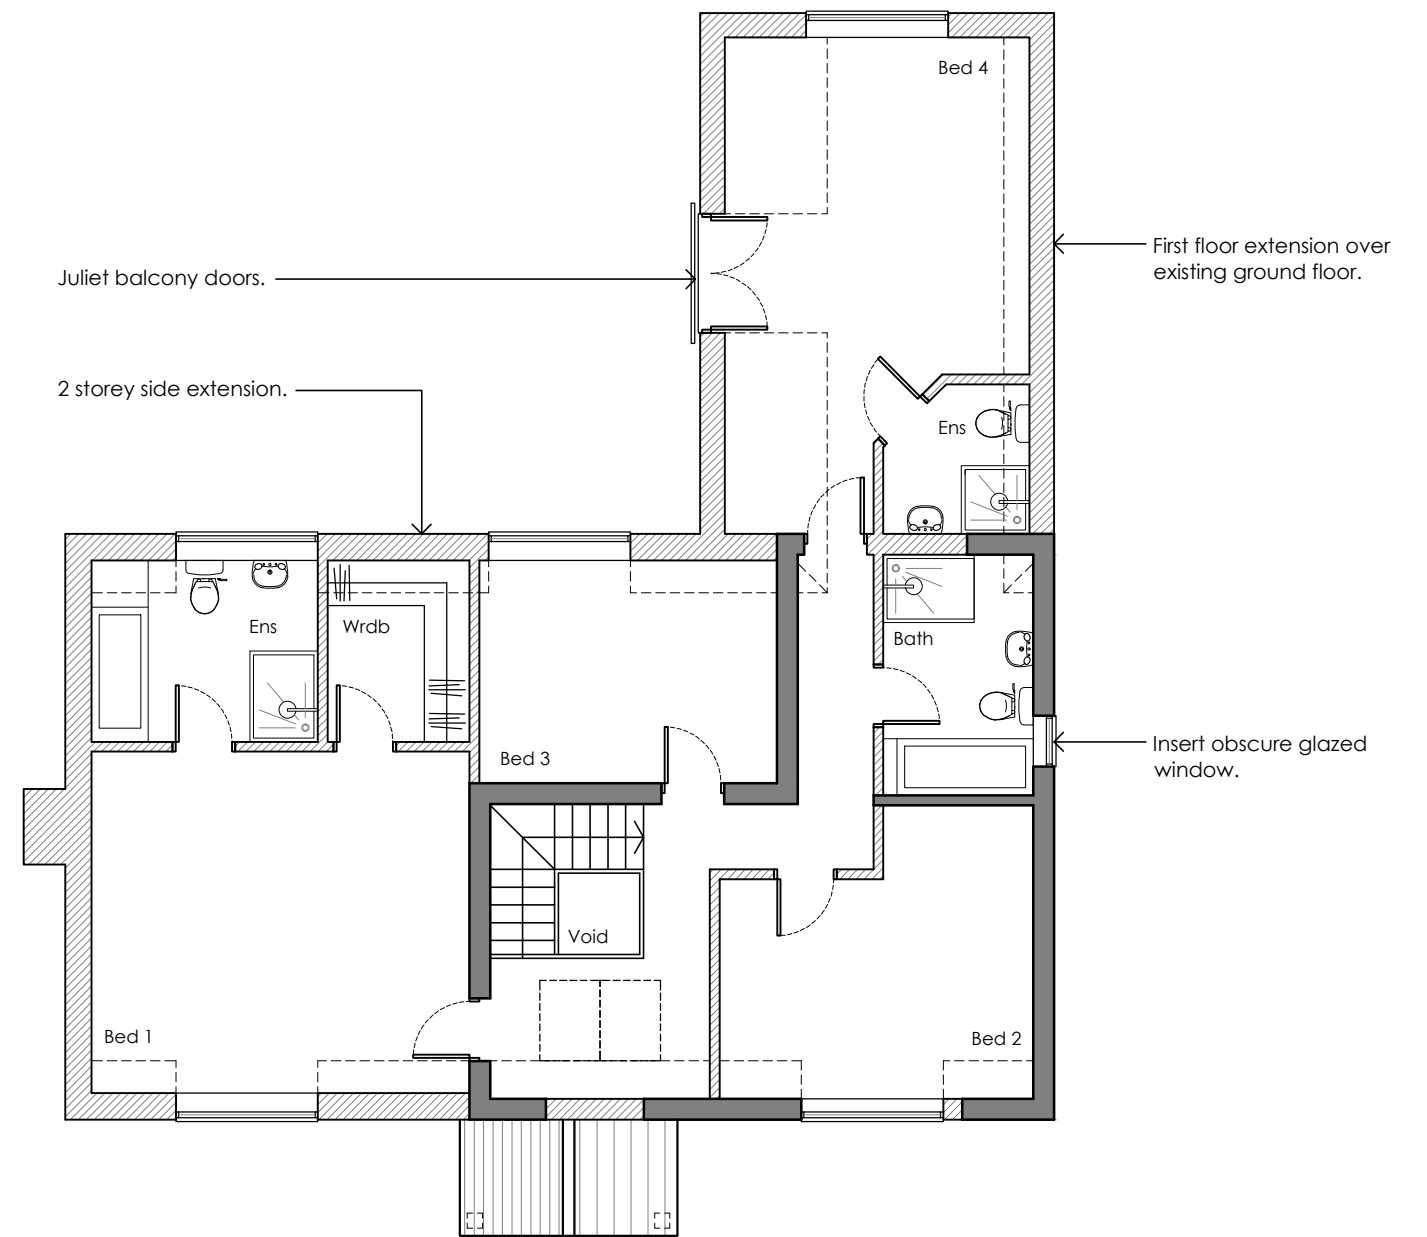 Bed 4
First floor extension over
existing ground floor.
Juliet balcony doors.
2 storey side extension.
Ens
Ens
Wrdb
Bath
Bed 3
Insert obscure glazed
window.
Void
Bed 1
Bed 2